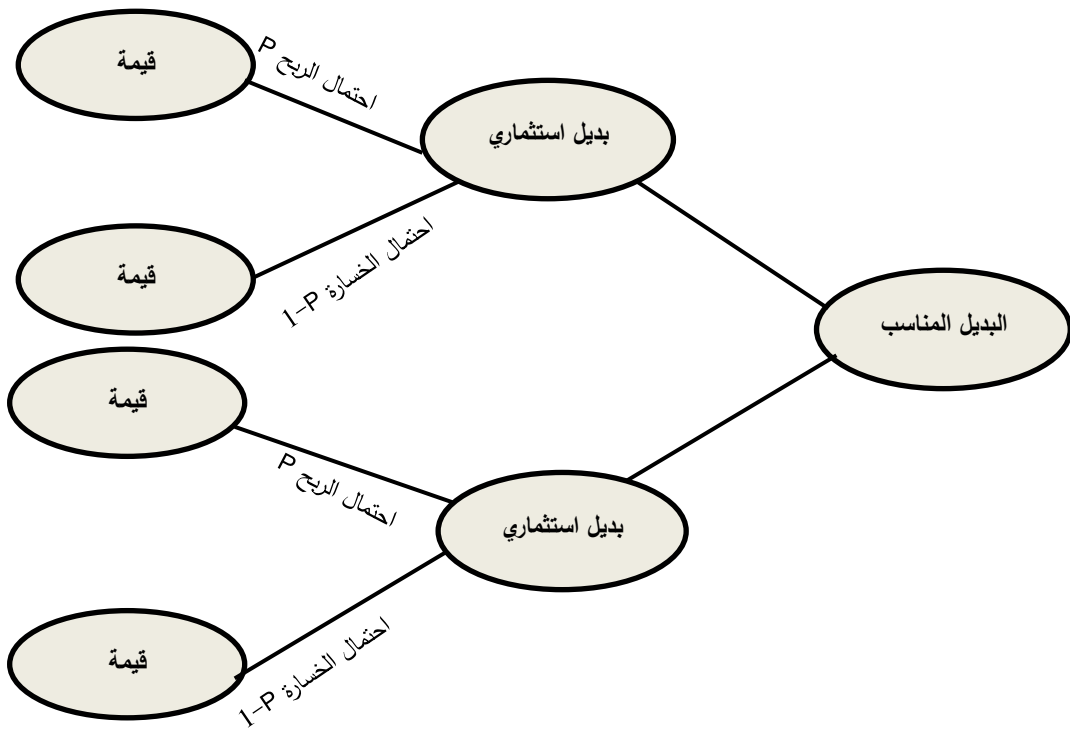 قيمة
احتمال الربح P
بديل استثماري
قيمة
احتمال الخسارة 1-P
البديل المناسب
قيمة
احتمال الربح P
بديل استثماري
قيمة
احتمال الخسارة 1-P